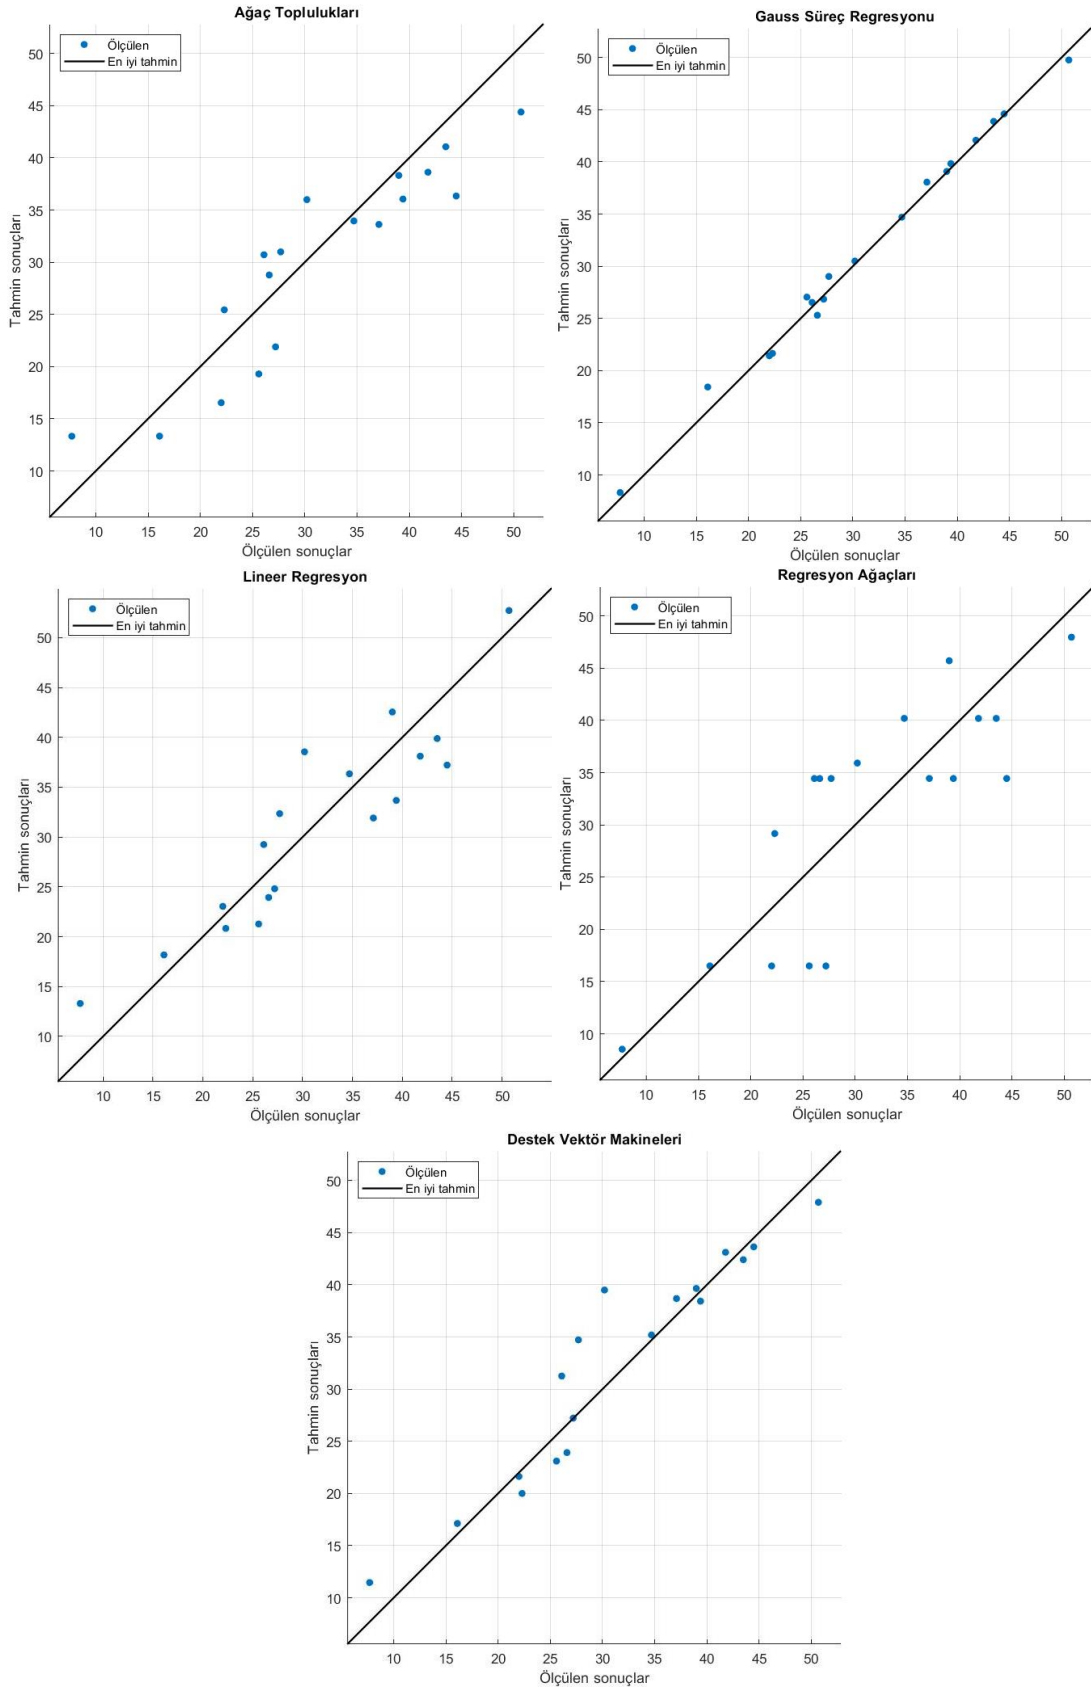 Ağaç Toplulukları
Ölçülen
En iyi tahmin
Tahmin sonuçları
50
45
40
35
30
25
20
15
10
10 15 20 25 30 35 40 45 50
Ölçülen sonuçlar
Gauss Süreç Regresyonu
Ölçülen
En iyi tahmin
Tahmin sonuçları
50
45
40
35
30
25
20
15
10
10 15 20 25 30 35 40 45 50
Ölçülen sonuçlar
Lineer Regresyon
Ölçülen
En iyi tahmin
Tahmin sonuçları
50
45
40
35
30
25
20
15
10
10 15 20 25 30 35 40 45 50
Ölçülen sonuçlar
Regresyon Ağaçları
Ölçülen
En iyi tahmin
Tahmin sonuçları
50
45
40
35
30
25
20
15
10
10 15 20 25 30 35 40 45 50
Ölçülen sonuçlar
Destek Vektör Makineleri
Ölçülen
En iyi tahmin
Tahmin sonuçları
50
45
40
35
30
25
20
15
10
10 15 20 25 30 35 40 45 50
Ölçülen sonuçlar